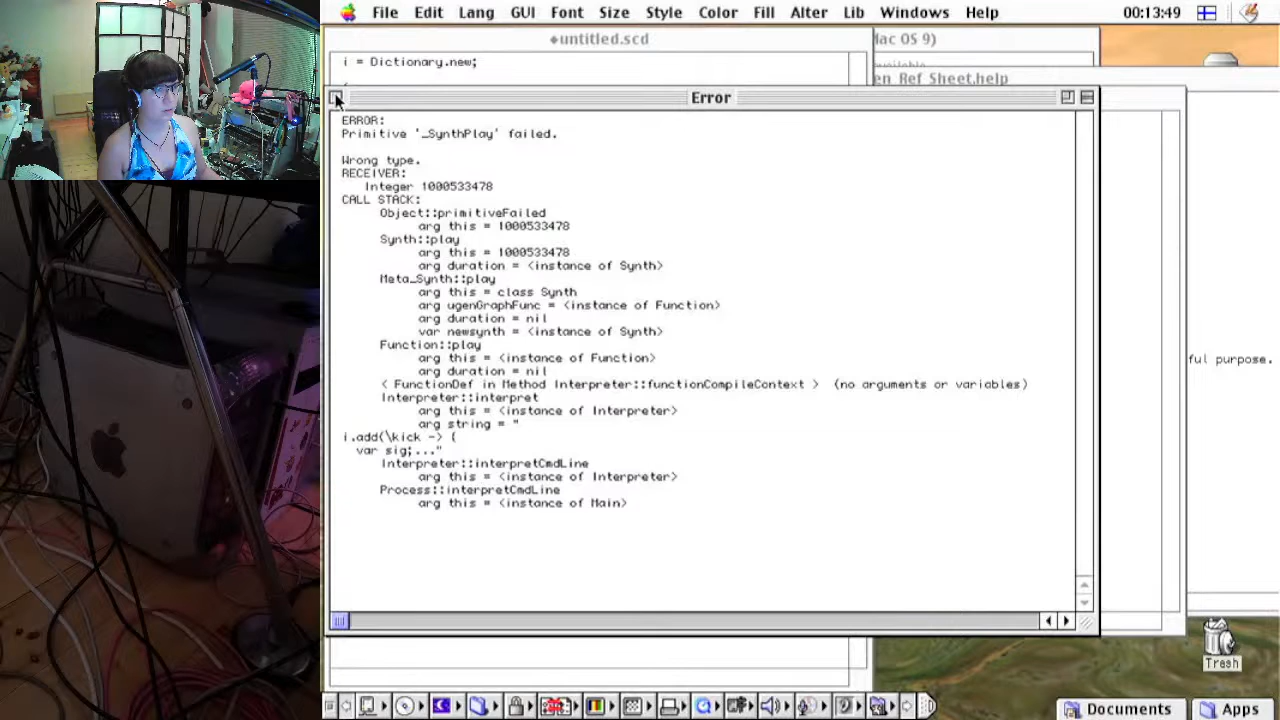 File Edit Lang GUI Font Size Style Color Fill Alter Lib Windows Help
00:13:49
◆untitled.scd
Mac OS 9)
i = Dictionary.new;
en Ref Sheet.help
Error
ERROR:
Primitive '_SynthPlay' failed.
Wrong type.
RECEIVER:
Integer 1000533478
CALL STACK:
Object::primitiveFailed
arg this = 1000533478
Synth::play
arg this = 1000533478
arg duration = <instance of Synth>
Meta_Synth::play
arg this = class Synth
arg ugenGraphFunc = <instance of Function>
arg duration = nil
var newsynth = <instance of Synth>
Function::play
arg this = <instance of Function>
ful purpose.
arg duration = nil
< FunctionDef in Method Interpreter::functionCompileContext > (no arguments or variables)
Interpreter::interpret
arg this = <instance of Interpreter>
arg string = "
i.add(\kick -> {
var sig;..."
Interpreter::interpretCmdLine
arg this = <instance of Interpreter>
Process::interpretCmdLine
arg this = <instance of Main>
Trash
Documents
Apps